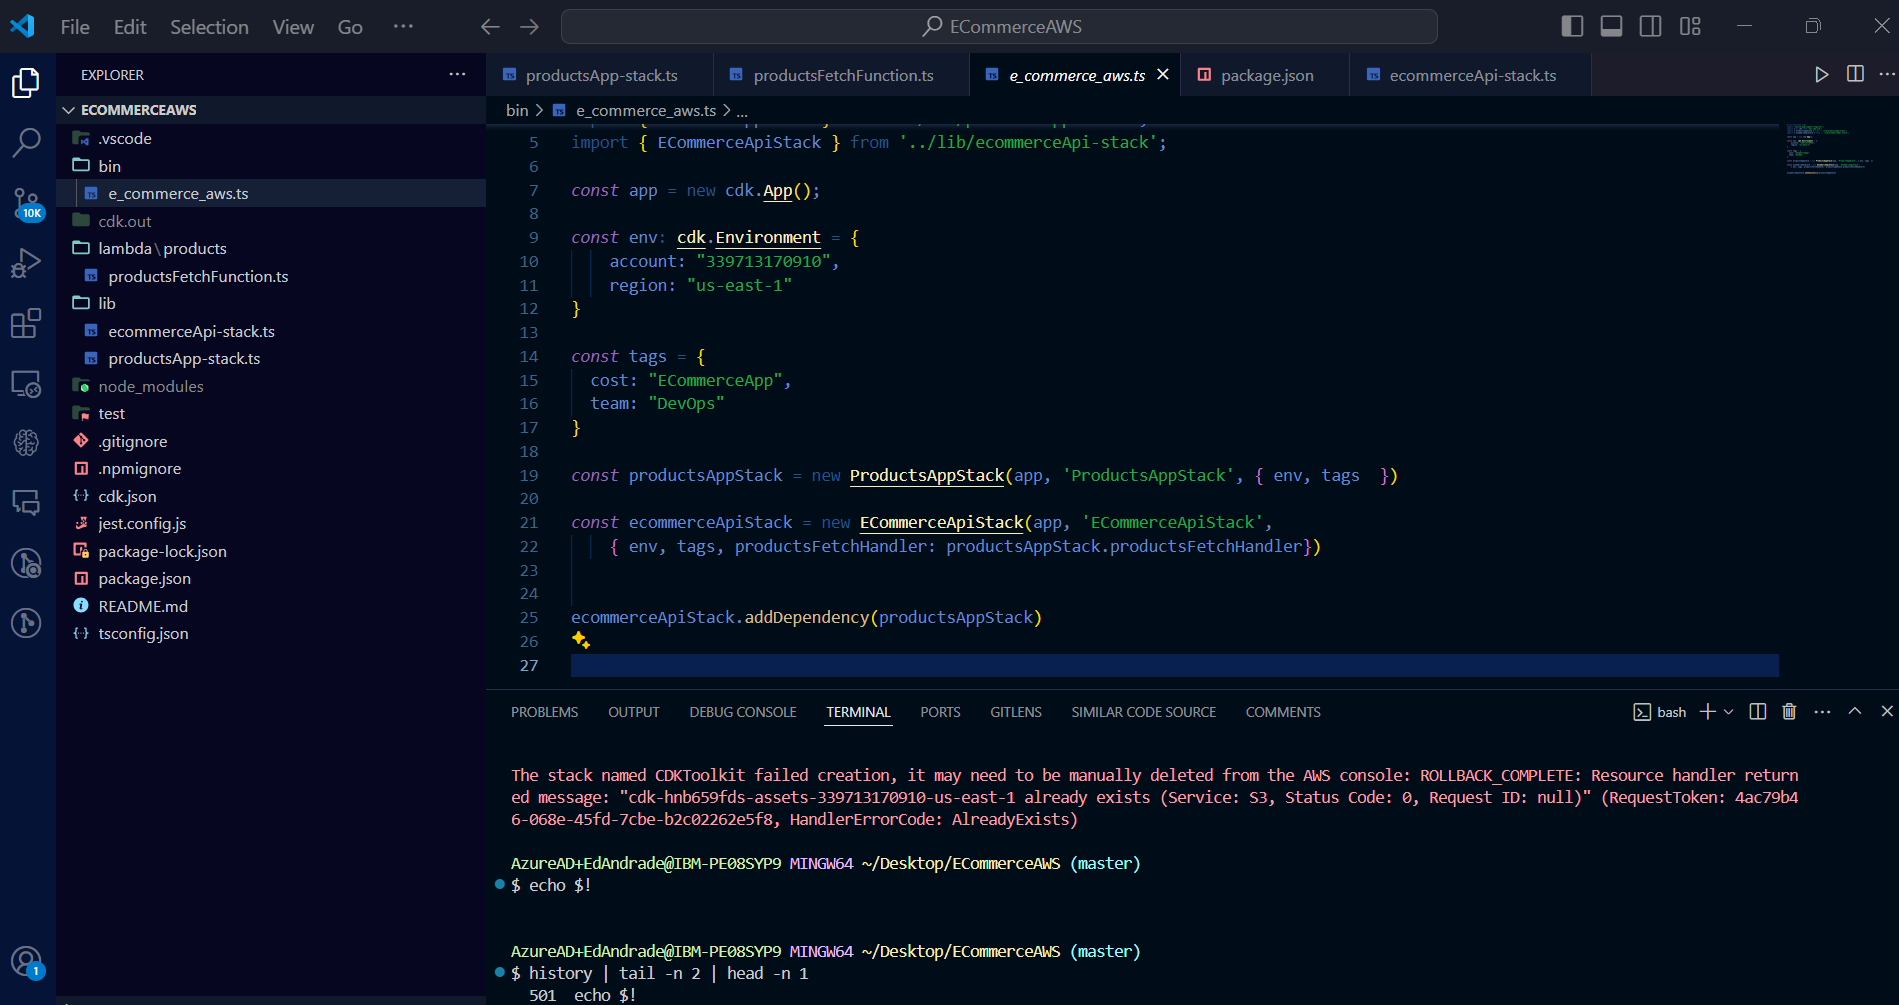 File Edit Selection View Go ··· ECommerceAWS
EXPLORER ···
ECOMMERCEAWS
.vscode
bin
e_commerce_aws.ts
cdk.out
lambda\products
productsFetchFunction.ts
lib
ecommerceApi-stack.ts
productsApp-stack.ts
node_modules
test
.gitignore
.npmignore
cdk.json
jest.config.js
package-lock.json
package.json
README.md
tsconfig.json
10K
1
productsApp-stack.ts productsFetchFunction.ts e_commerce_aws.ts package.json ecommerceApi-stack.ts
bin > e_commerce_aws.ts > ...
5 import { ECommerceApiStack } from '../lib/ecommerceApi-stack';
6
7 const app = new cdk.App();
8
9 const env: cdk.Environment = {
10 account: "339713170910",
11 region: "us-east-1"
12 }
13
14 const tags = {
15 cost: "ECommerceApp",
16 team: "DevOps"
17 }
18
19 const productsAppStack = new ProductsAppStack(app, 'ProductsAppStack', { env, tags  })
20
21 const ecommerceApiStack = new ECommerceApiStack(app, 'ECommerceApiStack',
22 { env, tags, productsFetchHandler: productsAppStack.productsFetchHandler})
23
24
25 ecommerceApiStack.addDependency(productsAppStack)
26
27
PROBLEMS OUTPUT DEBUG CONSOLE TERMINAL PORTS GITLENS SIMILAR CODE SOURCE COMMENTS bash
The stack named CDKToolkit failed creation, it may need to be manually deleted from the AWS console: ROLLBACK_COMPLETE: Resource handler return
ed message: "cdk-hnb659fds-assets-339713170910-us-east-1 already exists (Service: S3, Status Code: 0, Request ID: null)" (RequestToken: 4ac79b4
6-068e-45fd-7cbe-b2c02262e5f8, HandlerErrorCode: AlreadyExists)
AzureAD+EdAndrade@IBM-PE08SYP9 MINGW64 ~/Desktop/ECommerceAWS (master)
$ echo $!
AzureAD+EdAndrade@IBM-PE08SYP9 MINGW64 ~/Desktop/ECommerceAWS (master)
$ history | tail -n 2 | head -n 1
501  echo $!